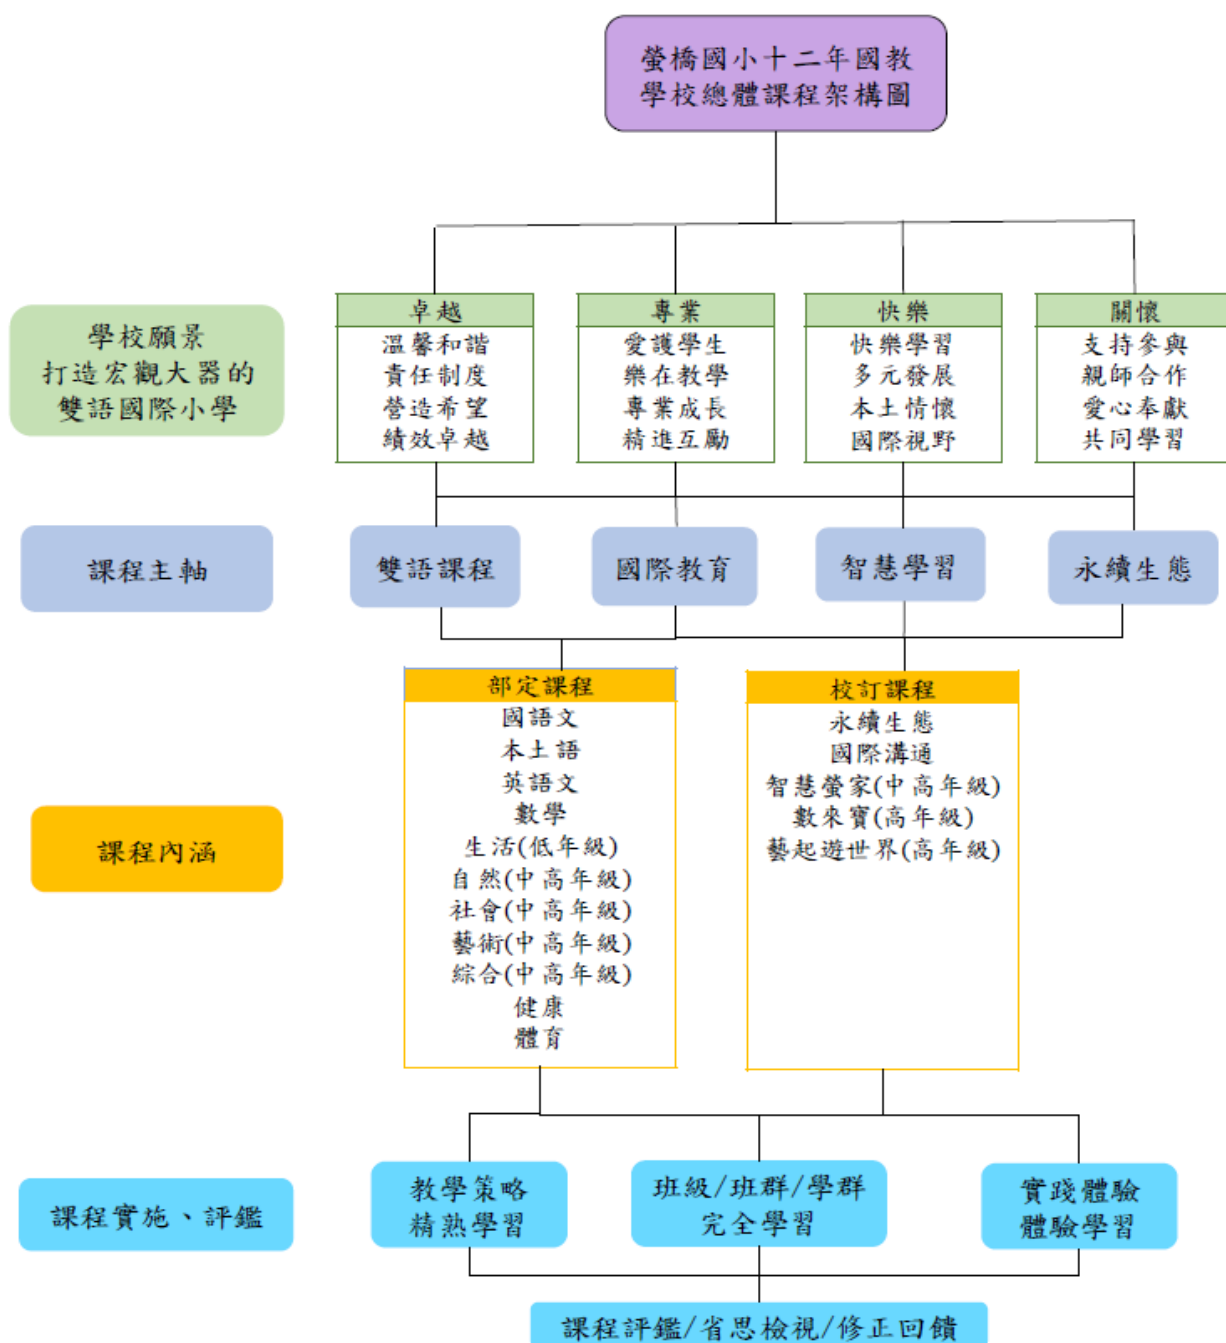 螢橋國小十二年國教
學校總體課程架構圖
學校願景
打造宏觀大器的
雙語國際小學
卓越
溫馨和諧
責任制度
營造希望
績效卓越
專業
愛護學生
樂在教學
專業成長
精進互勵
快樂
快樂學習
多元發展
本土情懷
國際視野
關懷
支持參與
親師合作
愛心奉獻
共同學習
課程主軸
雙語課程
國際教育
智慧學習
永續生態
課程內涵
部定課程
國語文
本土語
英語文
數學
生活(低年級)
自然(中高年級)
社會(中高年級)
藝術(中高年級)
綜合(中高年級)
健康
體育
校訂課程
永續生態
國際溝通
智慧螢家(中高年級)
數來寶(高年級)
藝起遊世界(高年級)
課程實施、評鑑
教學策略
精熟學習
班級/班群/學群
完全學習
實踐體驗
體驗學習
課程評鑑/省思檢視/修正回饋